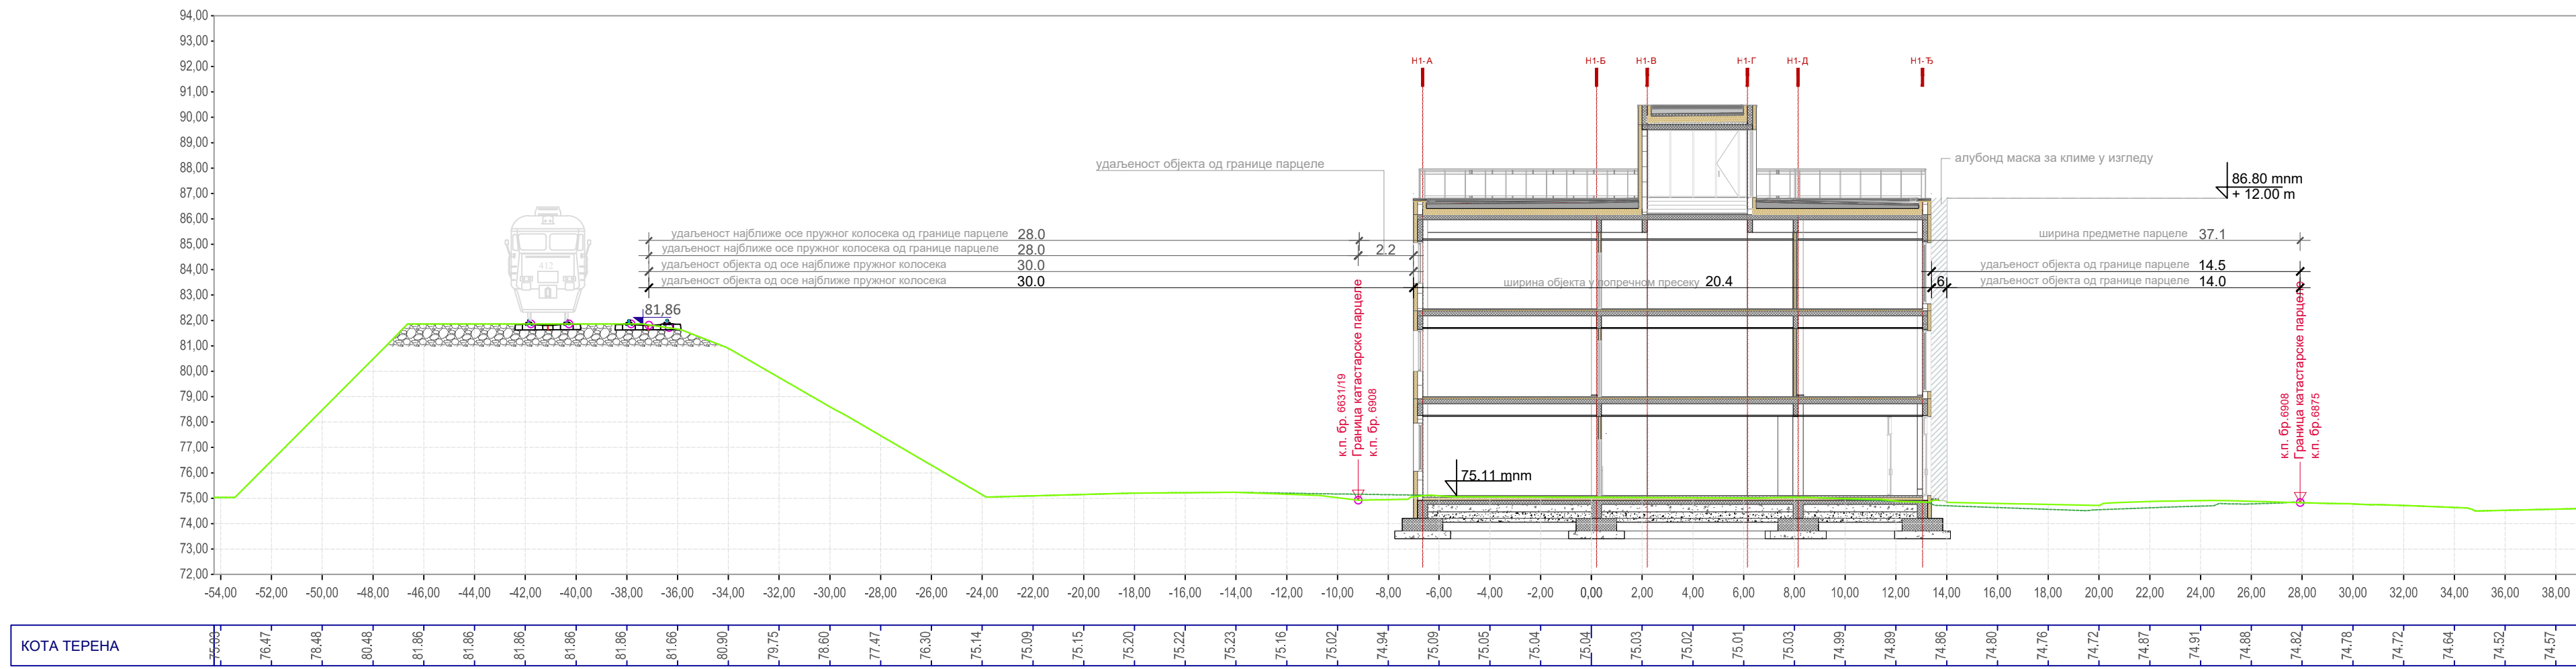 94,00
93,00
92,00
91,00
90,00
89,00
88,00
87,00
86,00
85,00
84,00
83,00
82,00
81,00
80,00
79,00
78,00
77,00
76,00
75,00
74,00
73,00
72,00
H1-А
H1-Б
H1-В
H1-Г
H1-Д
H1-Ђ
удаљеност објекта од границе парцеле
алубонд маска за климе у изгледу
86.80 mnm
+ 12.00 m
412
81,86
удаљеност најближе осе пружног колосека од границе парцеле 28.0
удаљеност најближе осе пружног колосека од границе парцеле 28.0
2.2
удаљеност објекта од осе најближе пружног колосека 30.0
удаљеност објекта од осе најближе пружног колосека 30.0
ширина објекта у попречном пресеку 20.4
ширина предметне парцеле 37.1
удаљеност објекта од границе парцеле 14.5
.6
удаљеност објекта од границе парцеле 14.0
к.п. бр. 6631/19
Граница катастарске парцеле
к.п. бр. 6908
75.11 mnm
к.п. бр.6908
Граница катастарске парцеле
к.п. бр.6875
-54,00 -52,00 -50,00 -48,00 -46,00 -44,00 -42,00 -40,00 -38,00 -36,00 -34,00 -32,00 -30,00 -28,00 -26,00 -24,00 -22,00 -20,00 -18,00 -16,00 -14,00 -12,00 -10,00 -8,00 -6,00 -4,00 -2,00 0,00 2,00 4,00 6,00 8,00 10,00 12,00 14,00 16,00 18,00 20,00 22,00 24,00 26,00 28,00 30,00 32,00 34,00 36,00 38,00
КОТА ТЕРЕНА
75.03 76.47 78.48 80.48 81.86 81.86 81.86 81.86 81.86 81.66 80.90 79.75 78.60 77.47 76.30 75.14 75.09 75.15 75.20 75.22 75.23 75.16 75.02 74.94 75.09 75.05 75.04 75.04 75.03 75.02 75.01 75.03 74.99 74.89 74.86 74.80 74.76 74.72 74.87 74.91 74.88 74.82 74.78 74.72 74.64 74.52 74.57